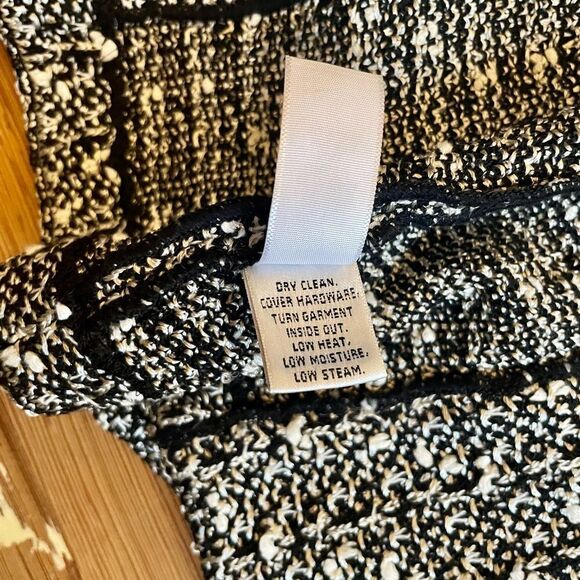 DRY CLEAN.
COVER HARDWARE,
TURN GARMENT
INSIDE OUT.
LOW HEAT.
LOW MOISTURE,
LOW STEAM.